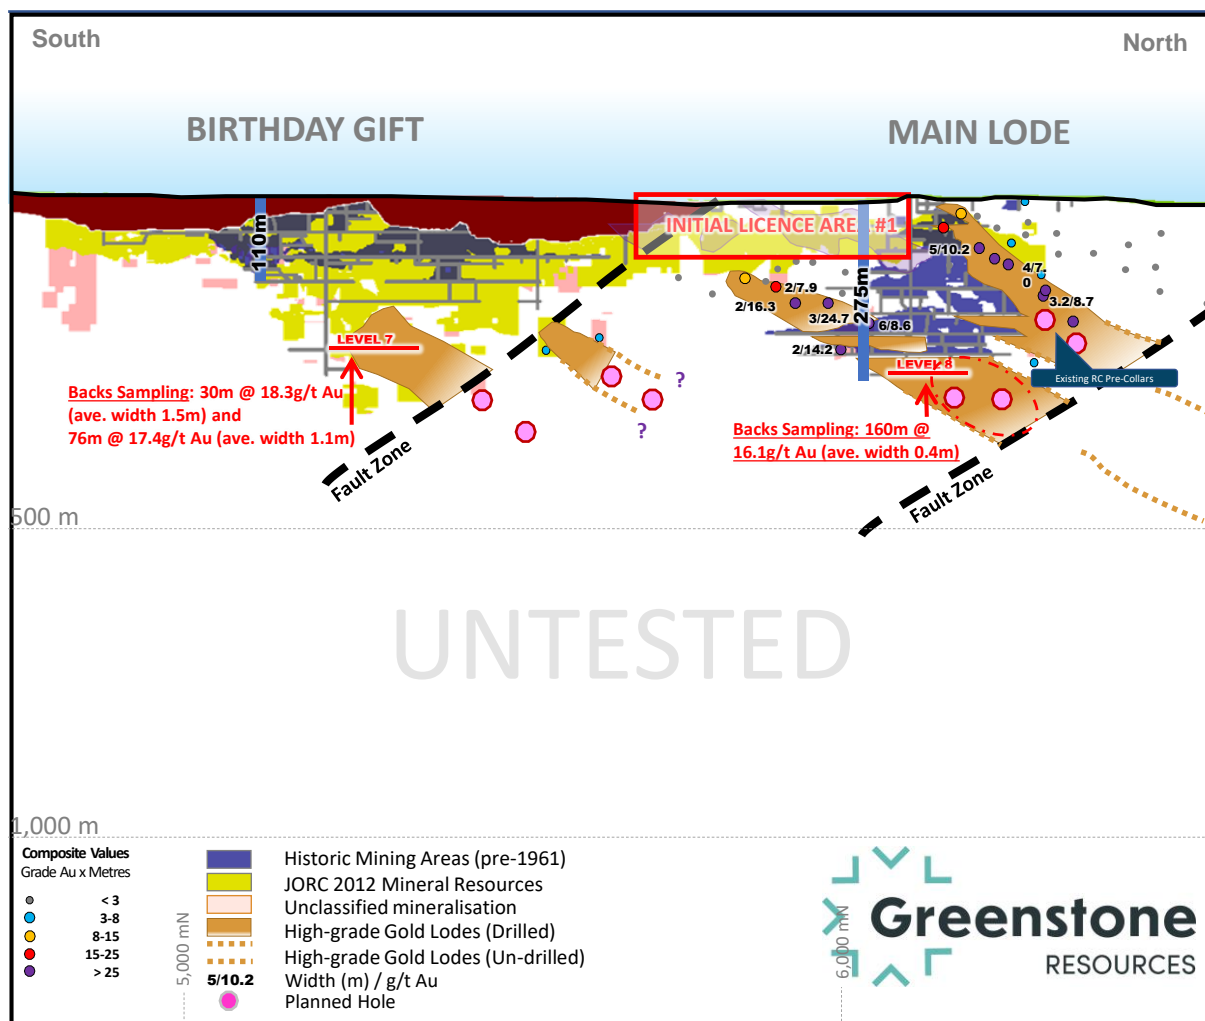 South
North
BIRTHDAY GIFT
MAIN LODE
INITIAL LICENCE AREA #1
110m
275m
5/10.2
4/7.
0
3.2/8.7
2/7.9
2/16.3
3/24.7
6/8.6
2/14.2
LEVEL 7
LEVEL 8
Existing RC Pre-Collars
Backs Sampling: 30m @ 18.3g/t Au
(ave. width 1.5m) and
76m @ 17.4g/t Au (ave. width 1.1m)
?
?
Backs Sampling: 160m @
16.1g/t Au (ave. width 0.4m)
Fault Zone
Fault Zone
500 m
UNTESTED
1,000 m
Composite Values
Grade Au x Metres
< 3
3-8
8-15
15-25
> 25
5,000 mN
Historic Mining Areas (pre-1961)
JORC 2012 Mineral Resources
Unclassified mineralisation
High-grade Gold Lodes (Drilled)
High-grade Gold Lodes (Un-drilled)
5/10.2 Width (m) / g/t Au
Planned Hole
6,000 mN
Greenstone
RESOURCES